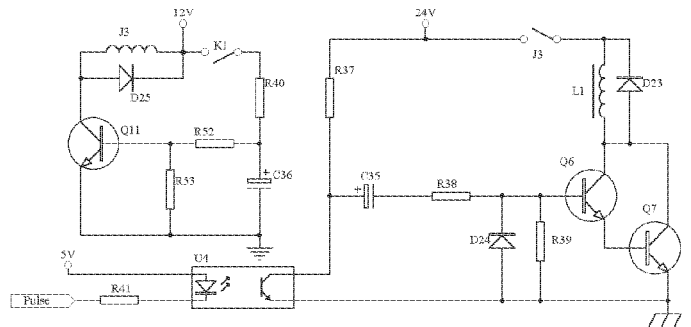 12V
24V
J3
K1
J3
D25
R40
R37
L1
D23
Q11
R52
C36
R53
C35
R38
Q6
Q7
D24
R39
5V
U4
Pulse
R41